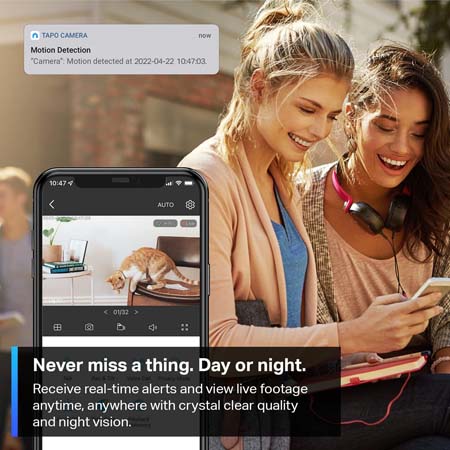 TAPO CAMERA now
Motion Detection
"Camera": Motion detected at 2022-04-22 10:47:03.
10:47
AUTO
01/32
Never miss a thing. Day or night.
Receive real-time alerts and view live footage
anytime, anywhere with crystal clear quality
and night vision.